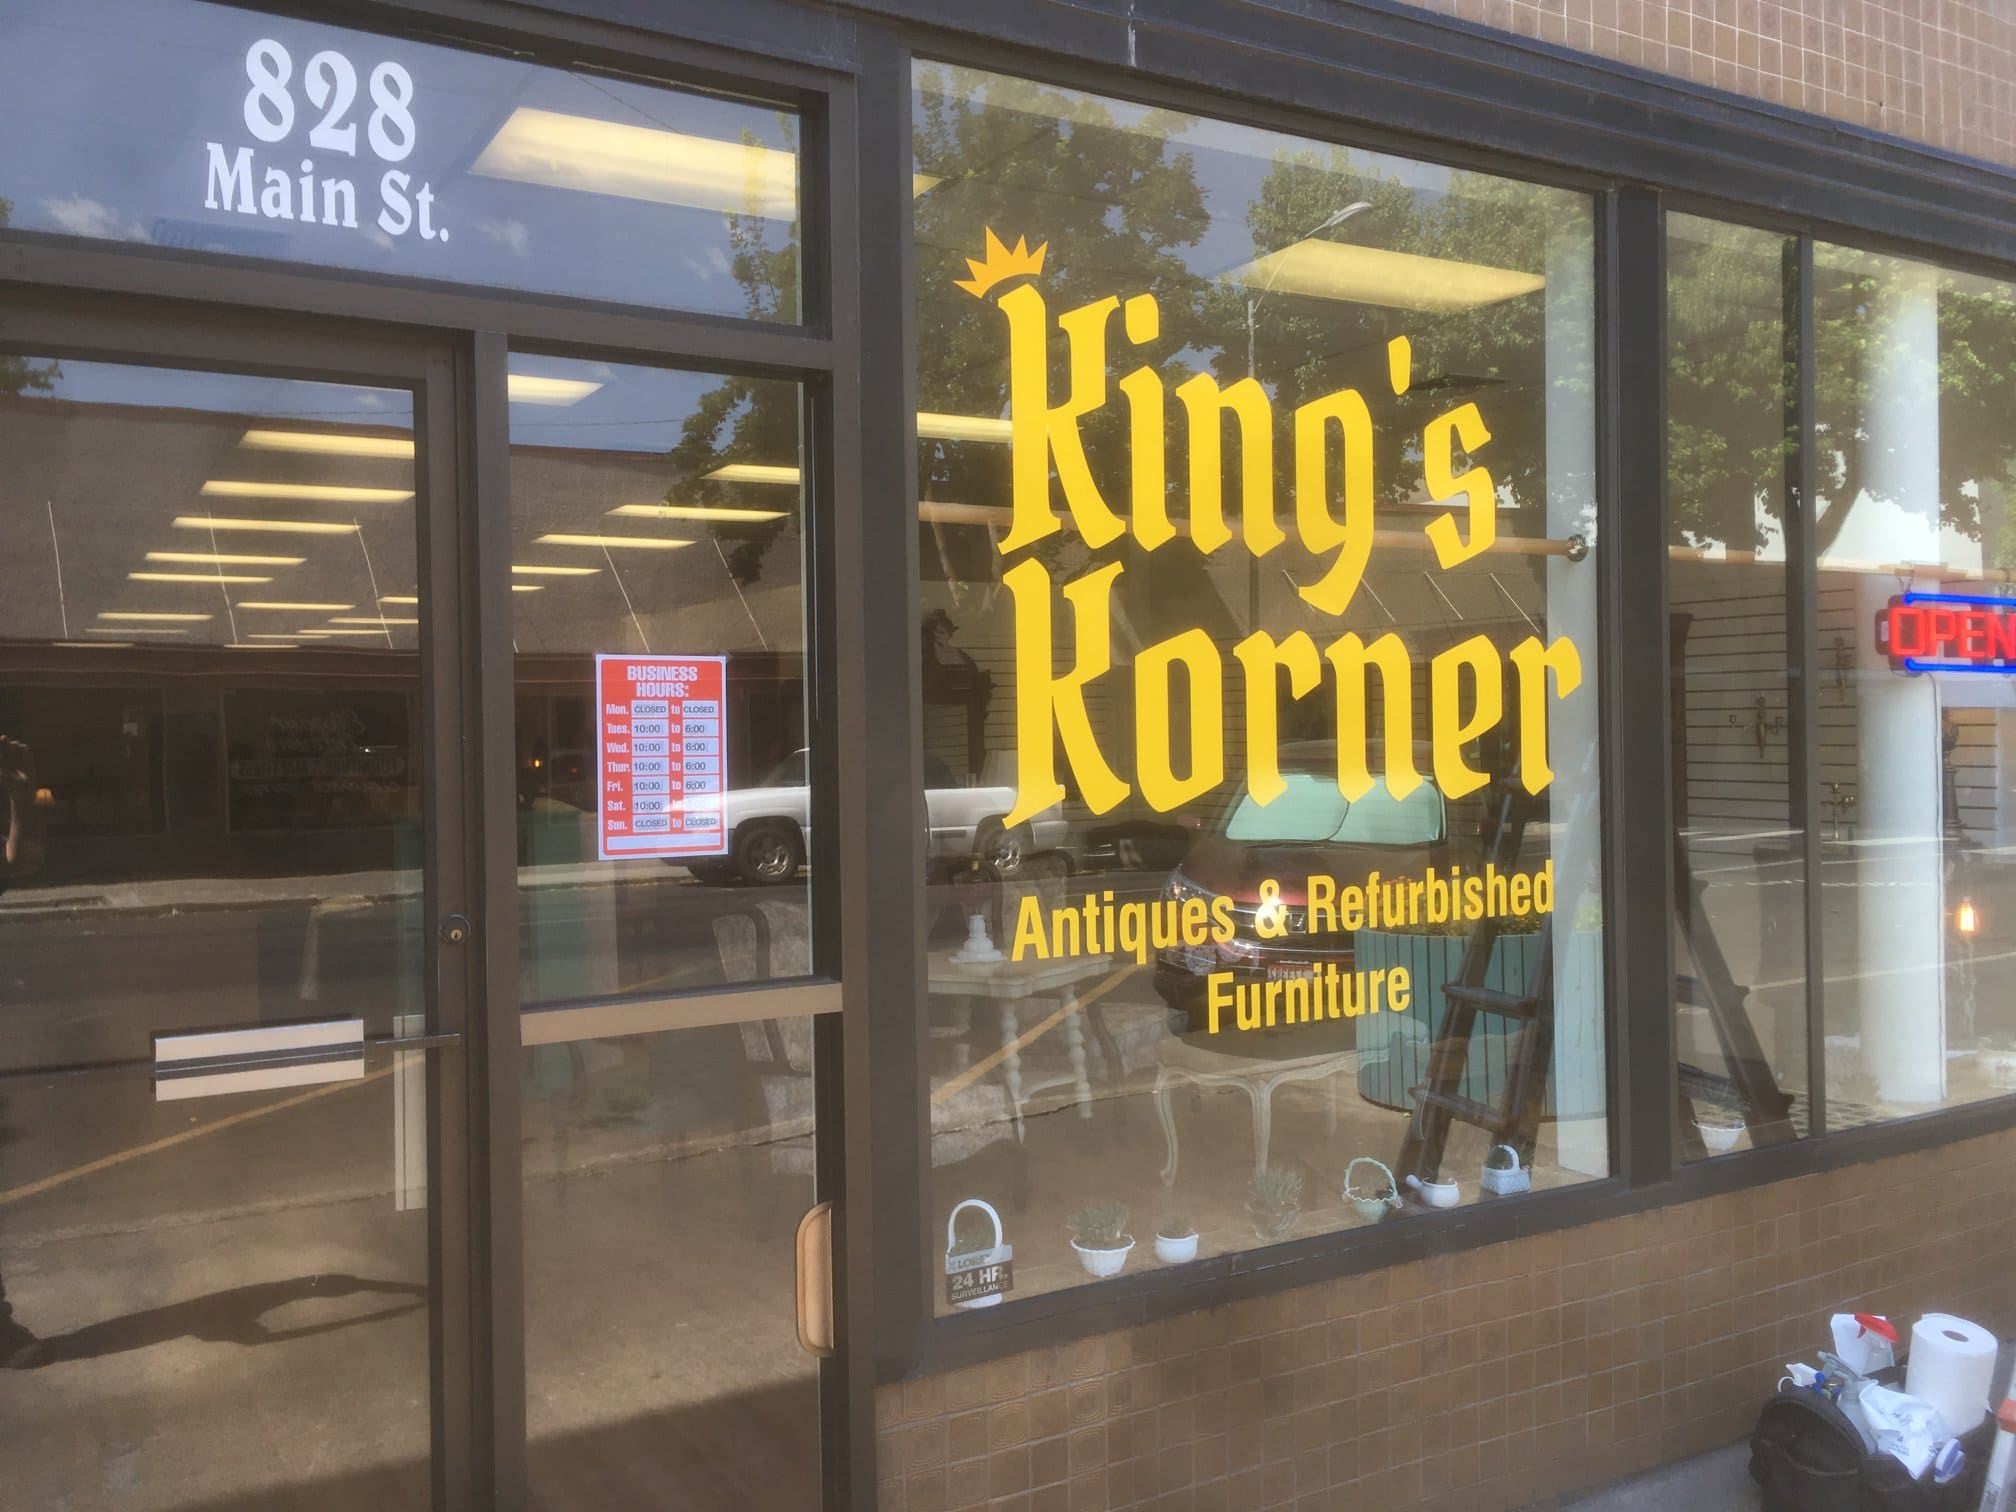 828
Main St.
King's
Korner
Antiques & Refurbished
Furniture
BUSINESS
HOURS:
Mon. CLOSED to CLOSED
Tues. 10:00 to 6:00
Wed. 10:00 to 6:00
Thur. 10:00 to 6:00
Fri. 10:00 to 6:00
Sat. 10:00 to
Sun. CLOSED to CLOSED
OPEN
24 HR.
SURVEILLANCE